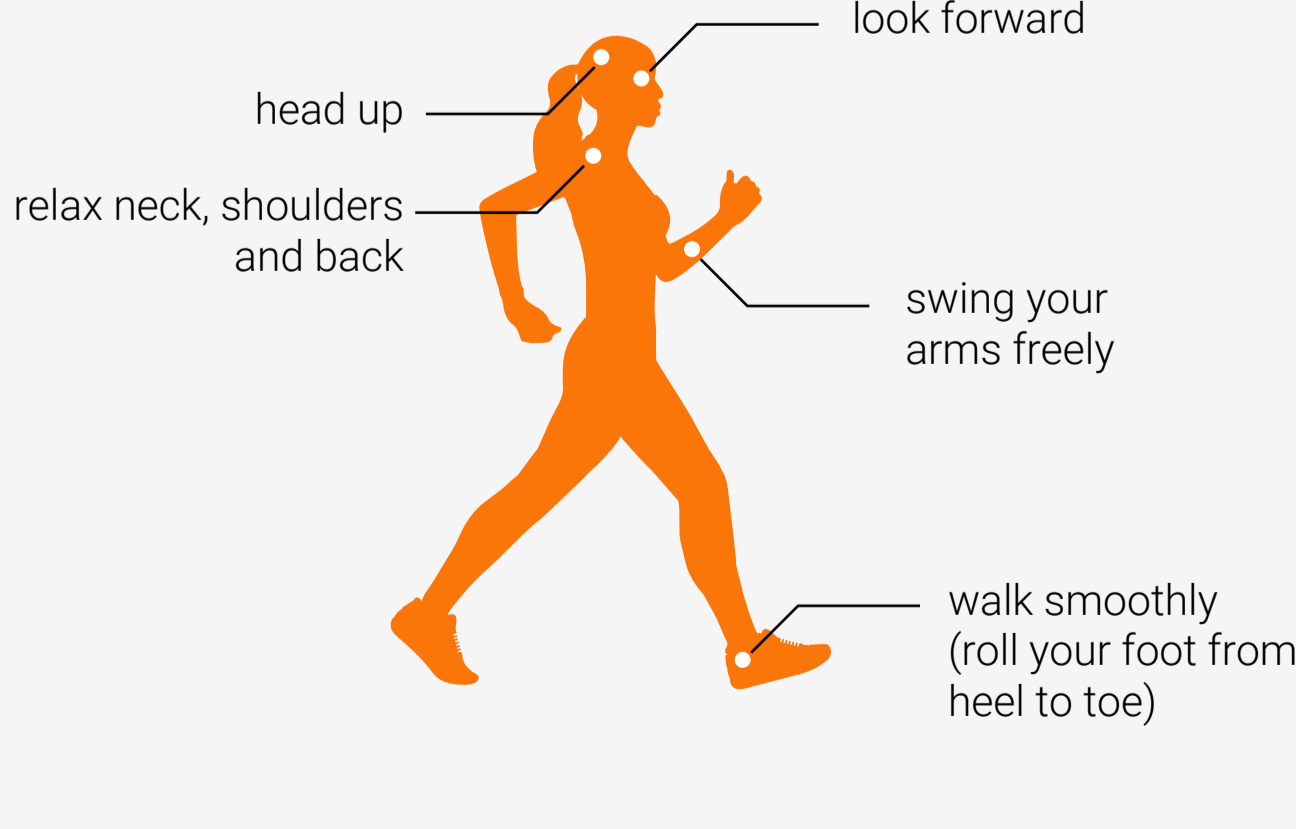 look forward
head up
relax neck, shoulders
and back
swing your
arms freely
walk smoothly
(roll your foot from
heel to toe)